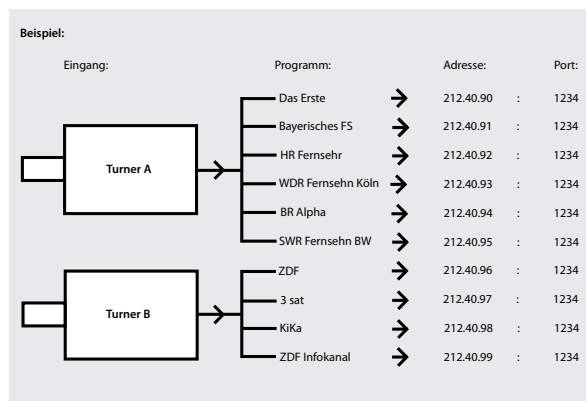 Beispiel:
Eingang: Programm: Adresse: Port:
Das Erste 212.40.90 : 1234
Bayerisches FS 212.40.91 : 1234
HR Fernsehr 212.40.92 : 1234
Turner A
WDR Fernsehn Köln 212.40.93 : 1234
BR Alpha 212.40.94 : 1234
SWR Fernsehn BW 212.40.95 : 1234
ZDF 212.40.96 : 1234
3 sat 212.40.97 : 1234
Turner B
KiKa 212.40.98 : 1234
ZDF Infokanal 212.40.99 : 1234